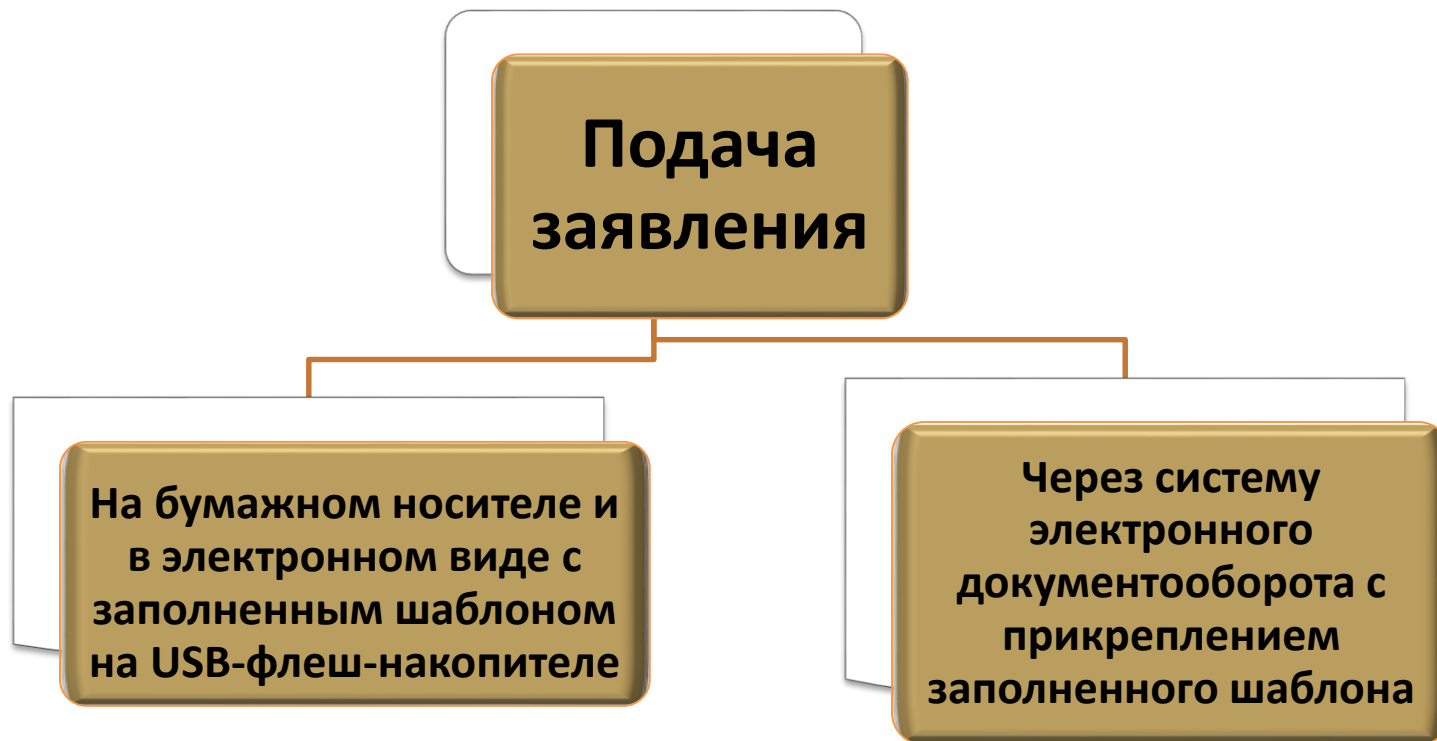 Подача
заявления
На бумажном носителе и
в электронном виде с
заполненным шаблоном
на USB-флеш-накопителе
Через систему
электронного
документооборота с
прикреплением
заполненного шаблона